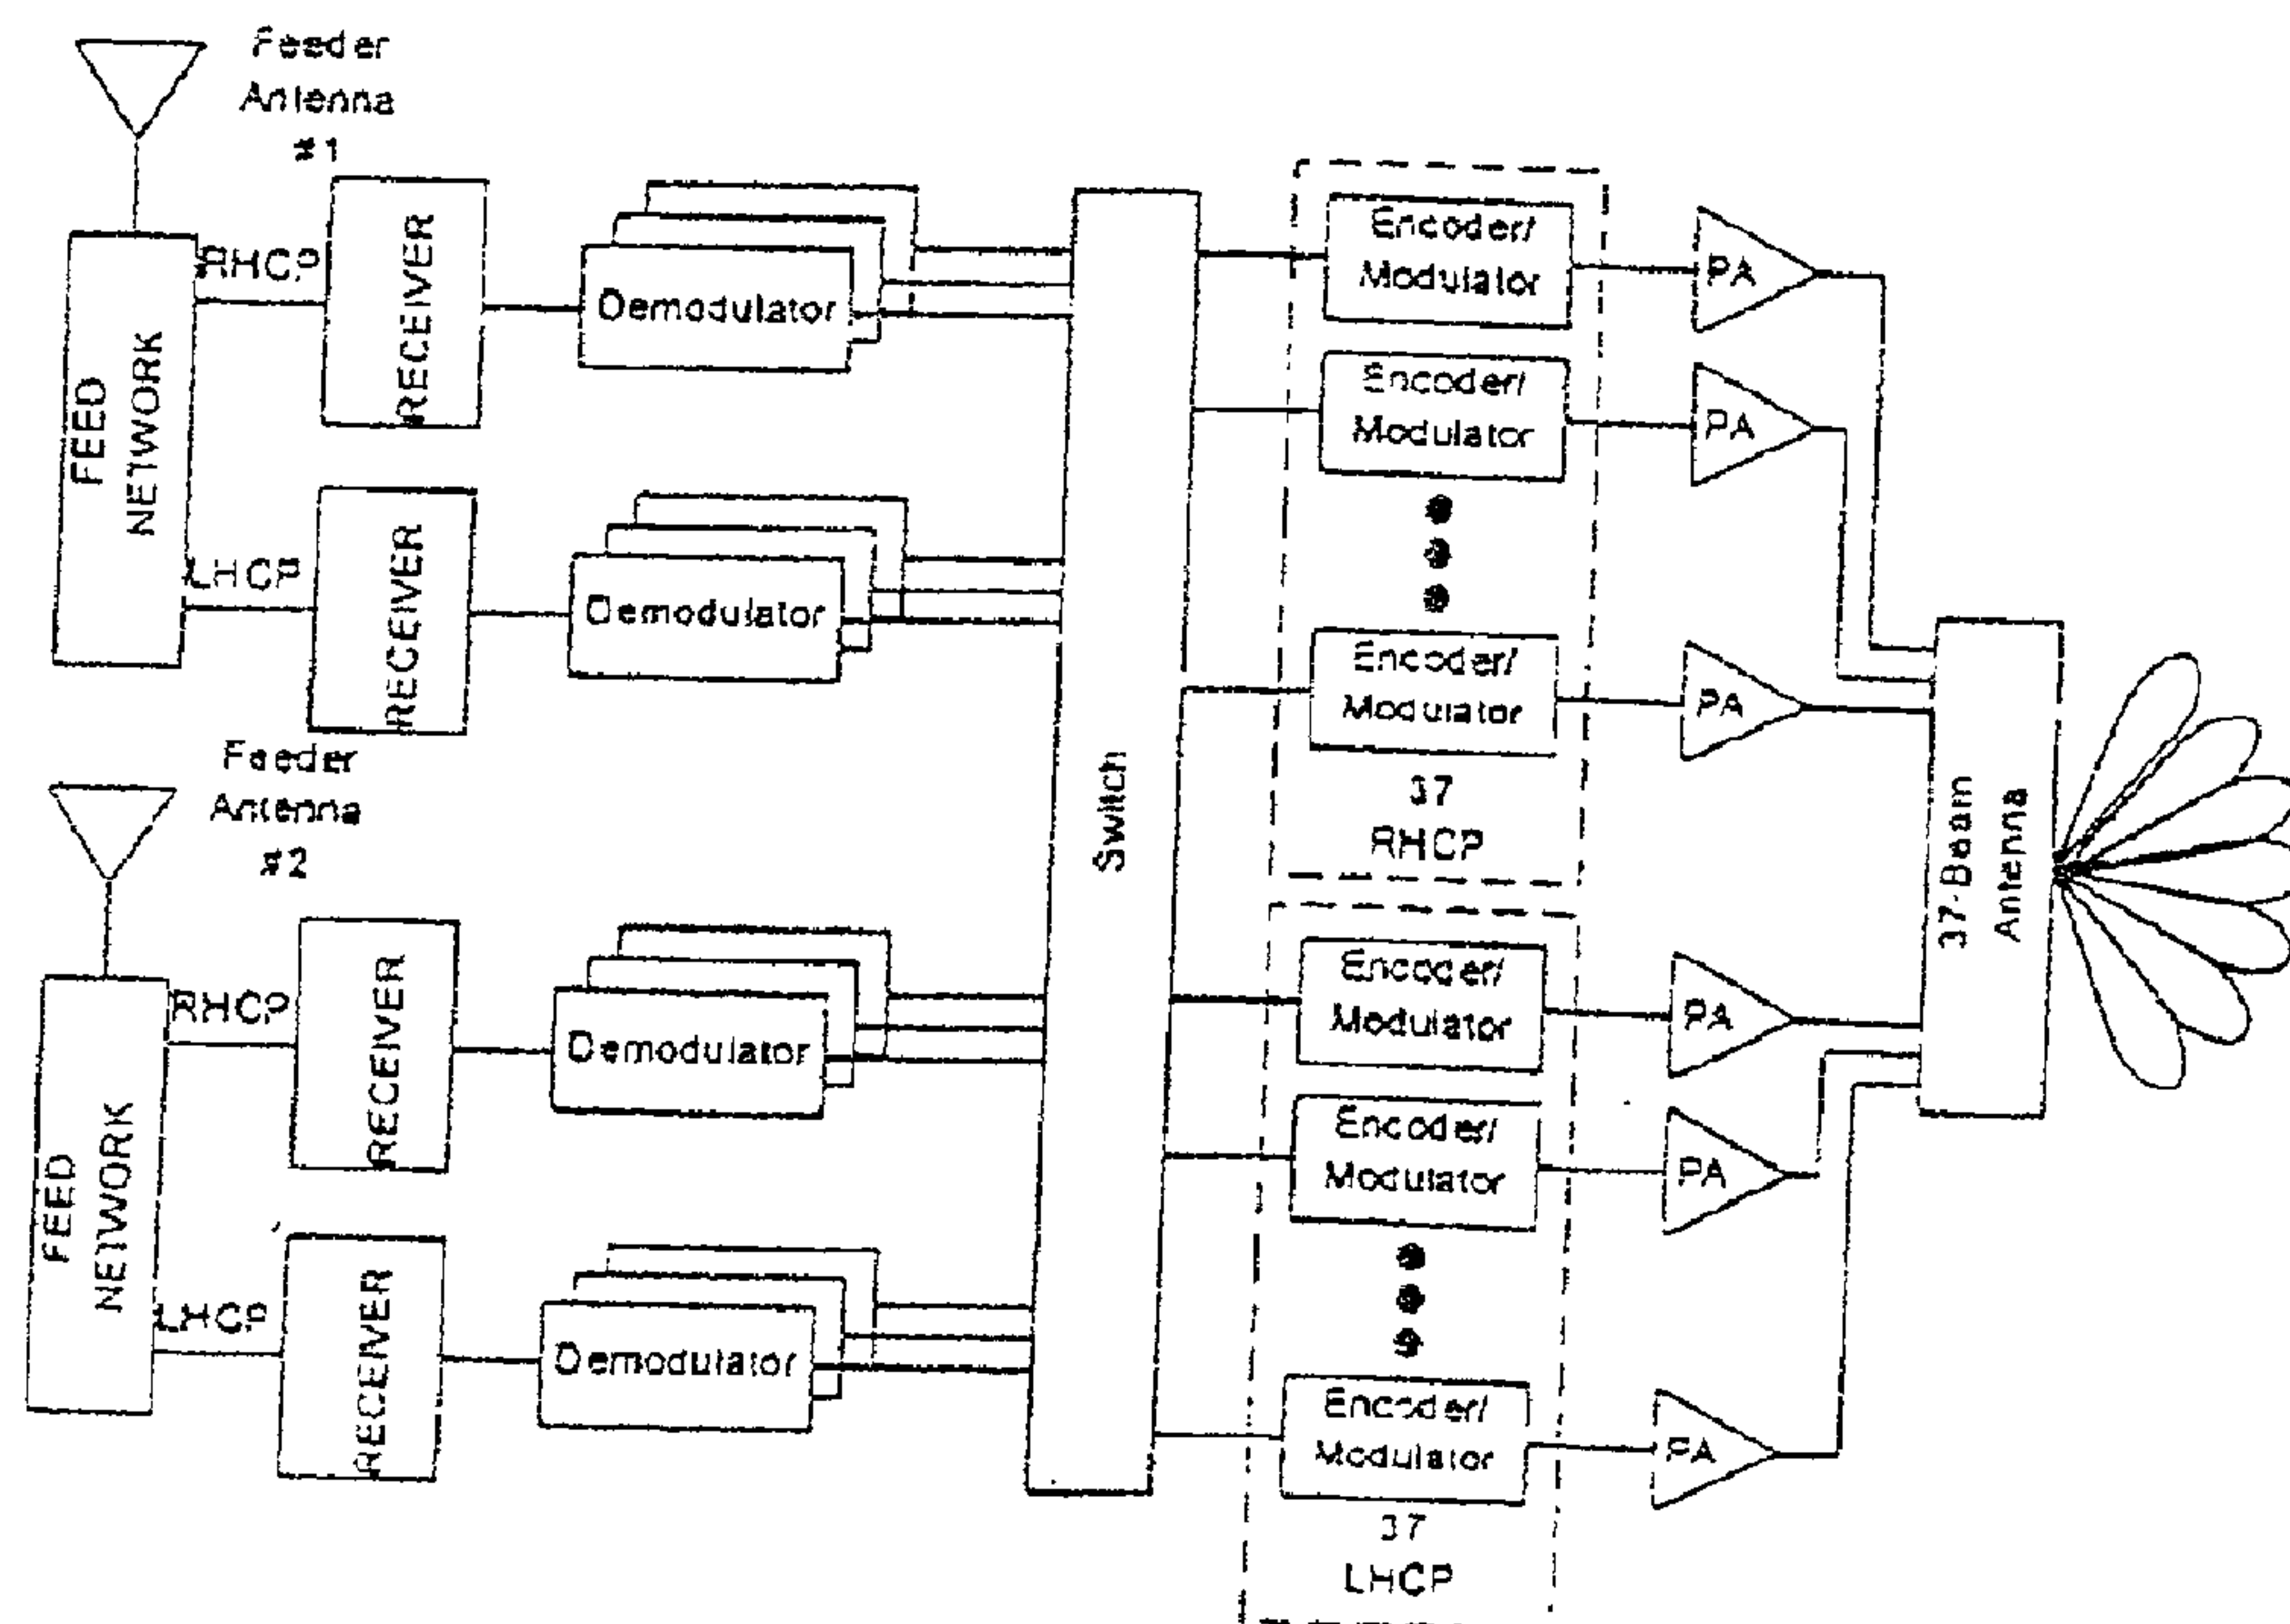 Feeder
Antenna
#1
FEED
NETWORK
RHCP
RECEIVER
Demodulator
LHCP
RECEIVER
Demodulator
Feeder
Antenna
#2
FEED
NETWORK
RHCP
RECEIVER
Demodulator
LHCP
RECEIVER
Demodulator
Switch
Encoder/
Modulator
PA
Encoder/
Modulator
PA
Encoder/
Modulator
PA
37
RHCP
Encoder/
Modulator
PA
Encoder/
Modulator
PA
Encoder/
Modulator
PA
37
LHCP
37-Beam
Antenna